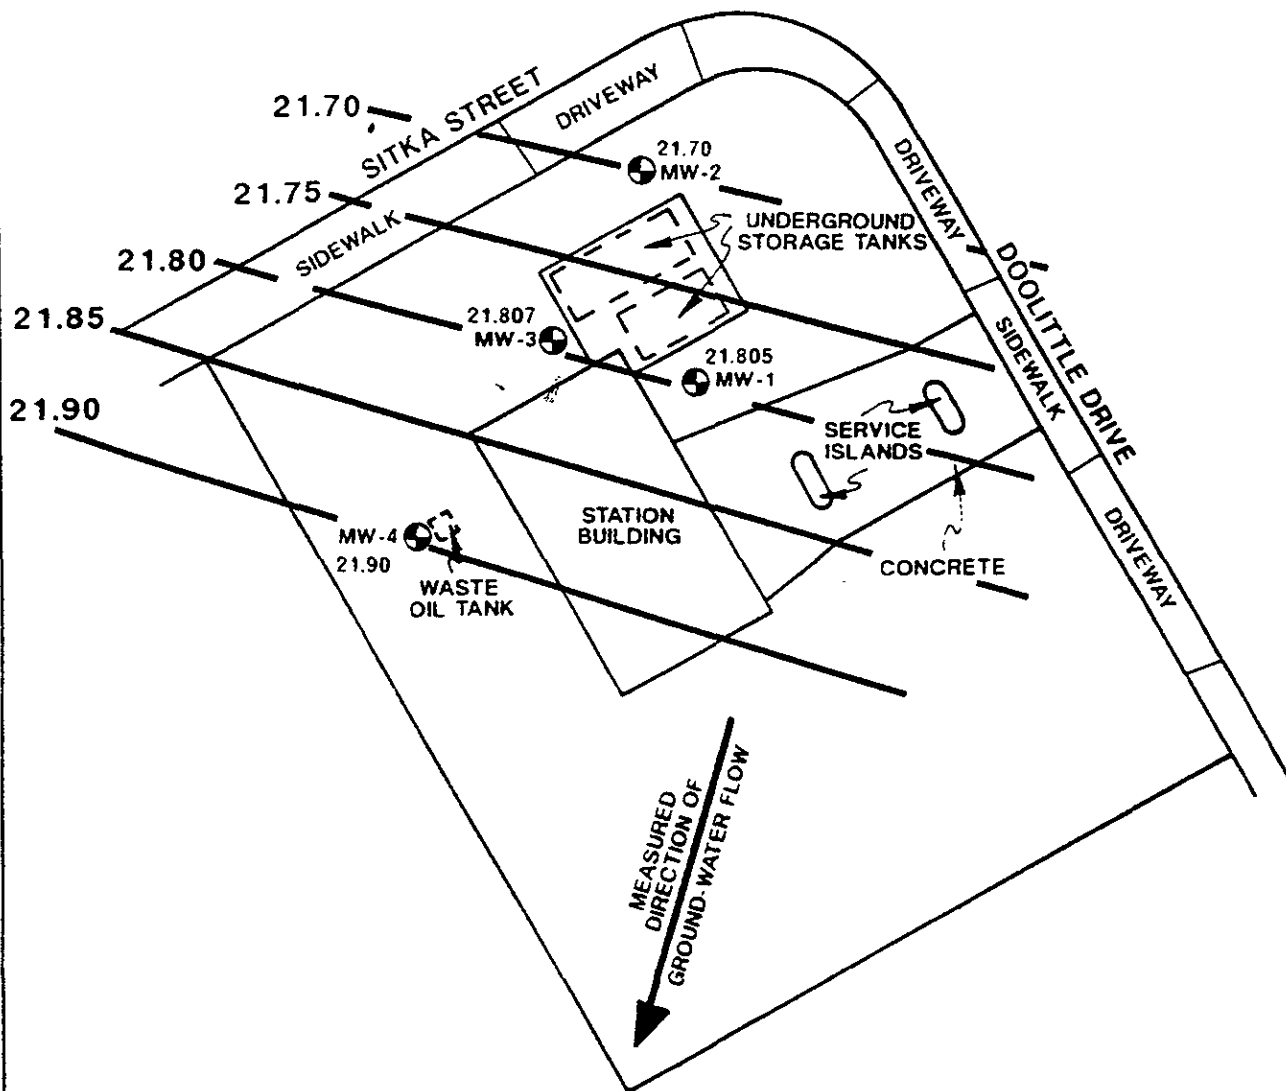 SITKA STREET
DRIVEWAY
21.70
21.70
MW-2
21.75
SIDEWALK
UNDERGROUND
STORAGE TANKS
DRIVEWAY
DOOLITTLE DRIVE
21.80
21.85
21.807
MW-3
21.805
MW-1
SIDEWALK
21.90
SERVICE
ISLANDS
STATION
BUILDING
MW-4
21.90
WASTE
OIL TANK
CONCRETE
DRIVEWAY
MEASURED
DIRECTION OF
GROUND-WATER FLOW